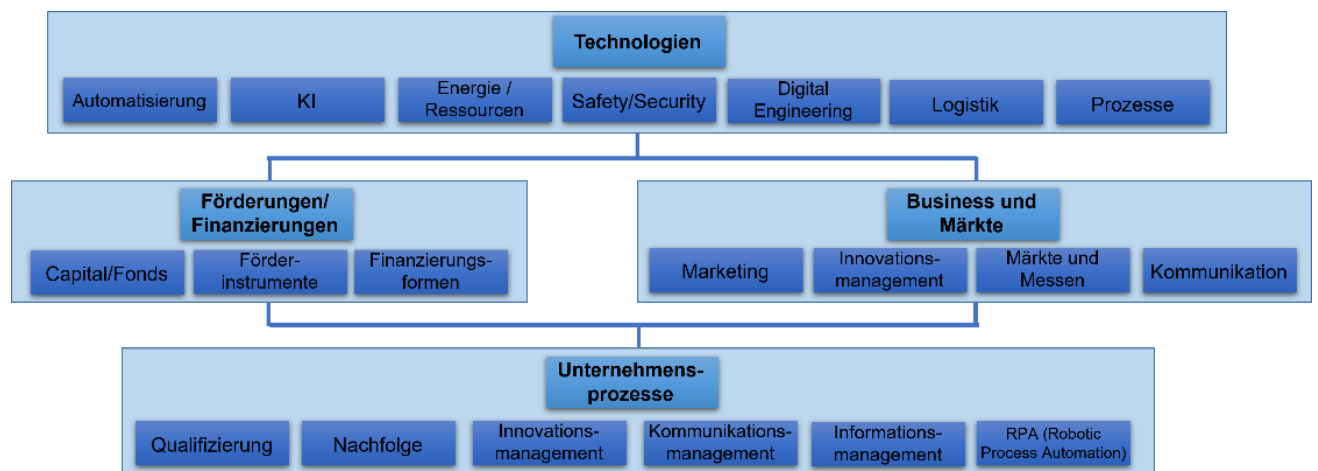 Technologien
Automatisierung
KI
Energie /
Ressourcen
Safety/Security
Digital
Engineering
Logistik
Prozesse
Förderungen/
Finanzierungen
Capital/Fonds
Förder-
instrumente
Finanzierungs-
formen
Business und
Märkte
Marketing
Innovations-
management
Märkte und
Messen
Kommunikation
Unternehmens-
prozesse
Qualifizierung
Nachfolge
Innovations-
management
Kommunikations-
management
Informations-
management
RPA (Robotic
Process Automation)